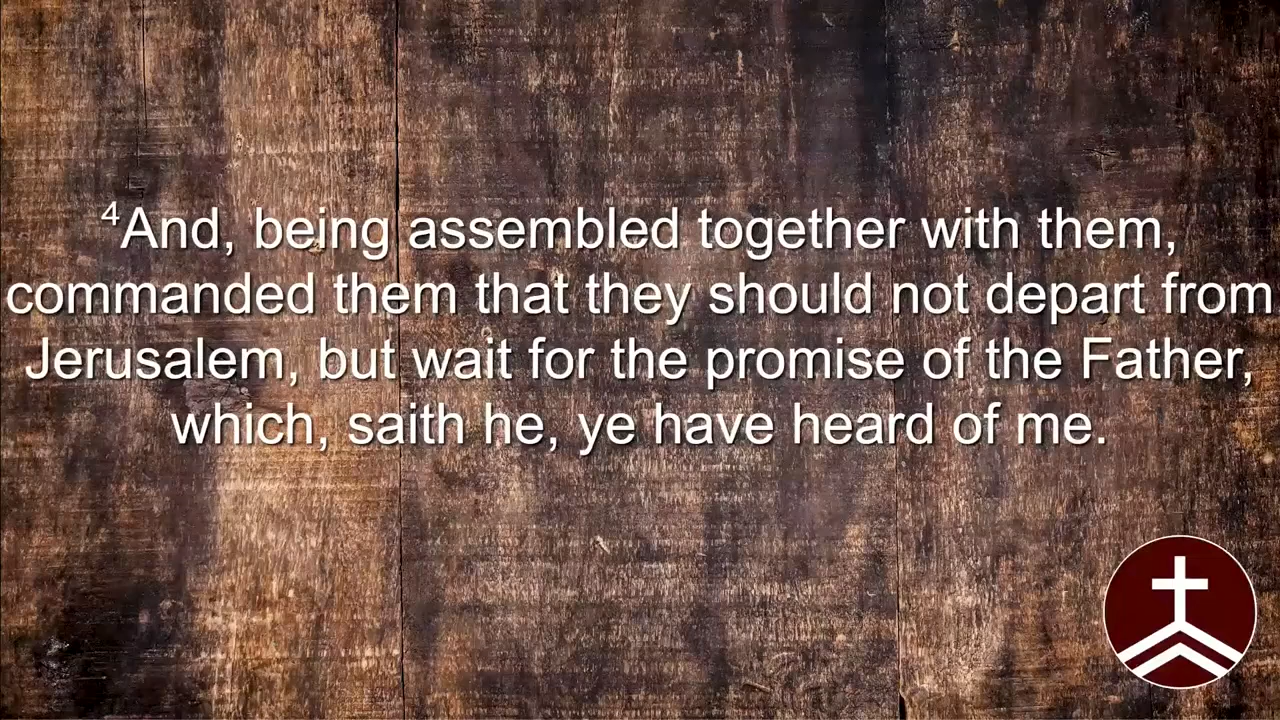 ⁴And, being assembled together with them,
commanded them that they should not depart from
Jerusalem, but wait for the promise of the Father,
which, saith he, ye have heard of me.